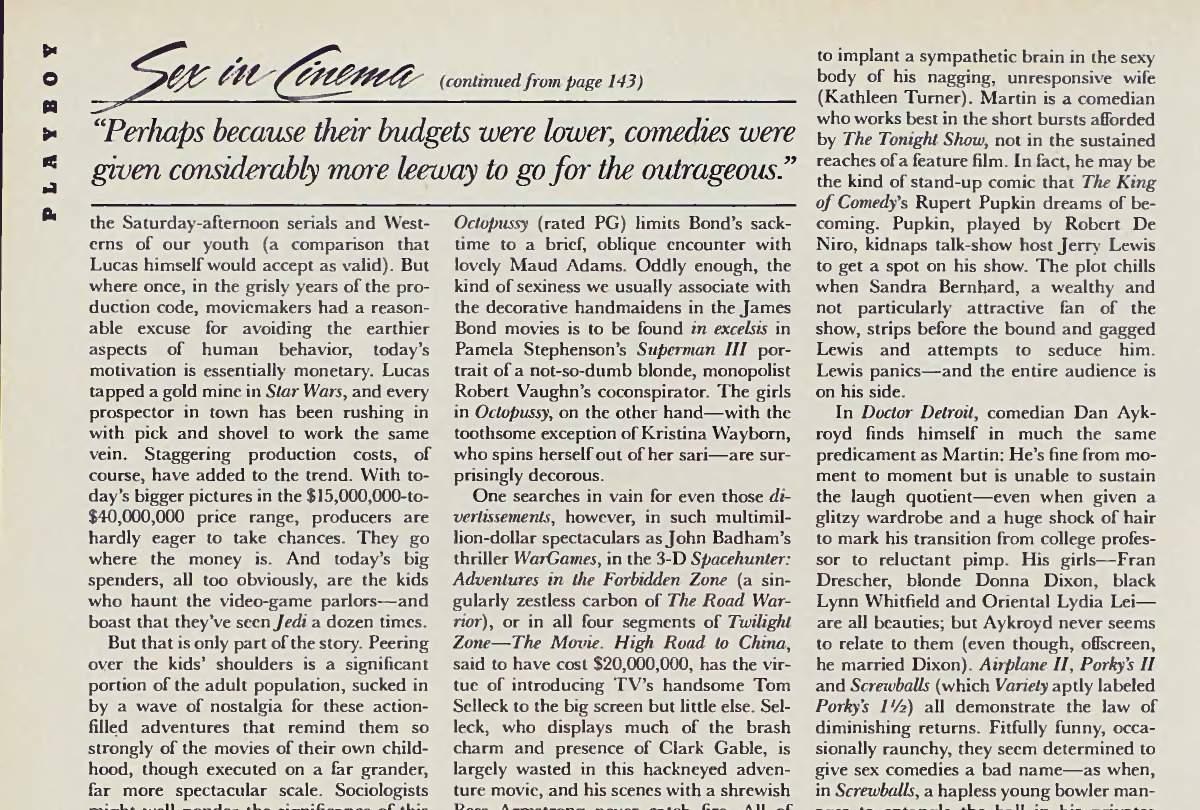 PLAYBOY
Sex in Cinema (continued from page 143)
“Perhaps because their budgets were lower, comedies were
given considerably more leeway to go for the outrageous.”
the Saturday-afternoon serials and West-
erns of our youth (a comparison that
Lucas himself would accept as valid). But
where once, in the grisly years of the pro-
duction code, moviemakers had a reason-
able excuse for avoiding the earthier
aspects of human behavior, today's
motivation is essentially monetary. Lucas
tapped a gold mine in Star Wars, and every
prospector in town has been rushing in
with pick and shovel to work the same
vein. Staggering production costs, of
course, have added to the trend. With to-
day's bigger pictures in the $15,000,000-to-
$40,000,000 price range, producers are
hardly eager to take chances. They go
where the money is. And today's big
spenders, all too obviously, are the kids
who haunt the video-game parlors—and
boast that they've seen Jedi a dozen times.
But that is only part of the story. Peering
over the kids' shoulders is a significant
portion of the adult population, sucked in
by a wave of nostalgia for these action-
filled adventures that remind them so
strongly of the movies of their own child-
hood, though executed on a far grander,
far more spectacular scale. Sociologists
might well ponder the significance of this
Octopussy (rated PG) limits Bond's sack-
time to a brief, oblique encounter with
lovely Maud Adams. Oddly enough, the
kind of sexiness we usually associate with
the decorative handmaidens in the James
Bond movies is to be found in excelsis in
Pamela Stephenson's Superman III por-
trait of a not-so-dumb blonde, monopolist
Robert Vaughn's coconspirator. The girls
in Octopussy, on the other hand—with the
toothsome exception of Kristina Wayborn,
who spins herself out of her sari—are sur-
prisingly decorous.
One searches in vain for even those di-
vertissements, however, in such multimil-
lion-dollar spectaculars as John Badham's
thriller WarGames, in the 3-D Spacehunter:
Adventures in the Forbidden Zone (a sin-
gularly zestless carbon of The Road War-
rior), or in all four segments of Twilight
Zone—The Movie. High Road to China,
said to have cost $20,000,000, has the vir-
tue of introducing TV's handsome Tom
Selleck to the big screen but little else. Sel-
leck, who displays much of the brash
charm and presence of Clark Gable, is
largely wasted in this hackneyed adven-
ture movie, and his scenes with a shrewish
Bess Armstrong never catch fire. All of
to implant a sympathetic brain in the sexy
body of his nagging, unresponsive wife
(Kathleen Turner). Martin is a comedian
who works best in the short bursts afforded
by The Tonight Show, not in the sustained
reaches of a feature film. In fact, he may be
the kind of stand-up comic that The King
of Comedy's Rupert Pupkin dreams of be-
coming. Pupkin, played by Robert De
Niro, kidnaps talk-show host Jerry Lewis
to get a spot on his show. The plot chills
when Sandra Bernhard, a wealthy and
not particularly attractive fan of the
show, strips before the bound and gagged
Lewis and attempts to seduce him.
Lewis panics—and the entire audience is
on his side.
In Doctor Detroit, comedian Dan Ayk-
royd finds himself in much the same
predicament as Martin: He's fine from mo-
ment to moment but is unable to sustain
the laugh quotient—even when given a
glitzy wardrobe and a huge shock of hair
to mark his transition from college profes-
sor to reluctant pimp. His girls—Fran
Drescher, blonde Donna Dixon, black
Lynn Whitfield and Oriental Lydia Lei—
are all beauties; but Aykroyd never seems
to relate to them (even though, offscreen,
he married Dixon). Airplane II, Porky's II
and Screwballs (which Variety aptly labeled
Porky's 1½) all demonstrate the law of
diminishing returns. Fitfully funny, occa-
sionally raunchy, they seem determined to
give sex comedies a bad name—as when,
in Screwballs, a hapless young bowler man-